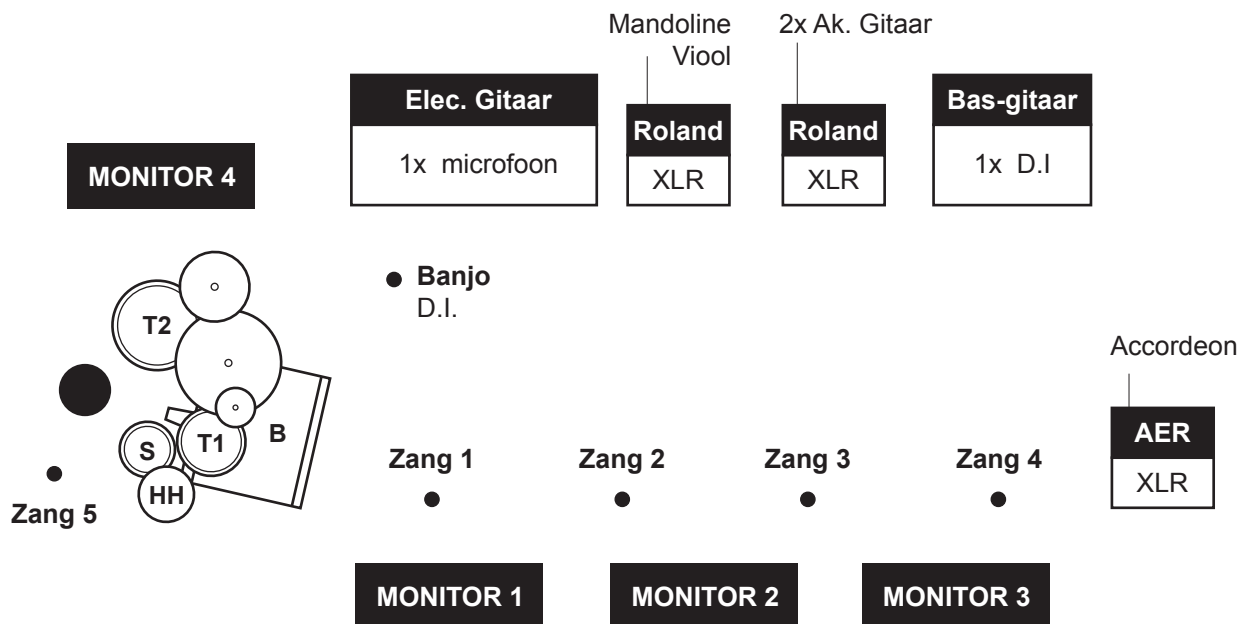 Mandoline
Viool
2x Ak. Gitaar
Elec. Gitaar
1x microfoon
Roland
XLR
Roland
XLR
Bas-gitaar
1x D.I
MONITOR 4
Banjo
D.I.
T2
T1
B
S
HH
Zang 5
Zang 1
Zang 2
Zang 3
Zang 4
Accordeon
AER
XLR
MONITOR 1
MONITOR 2
MONITOR 3